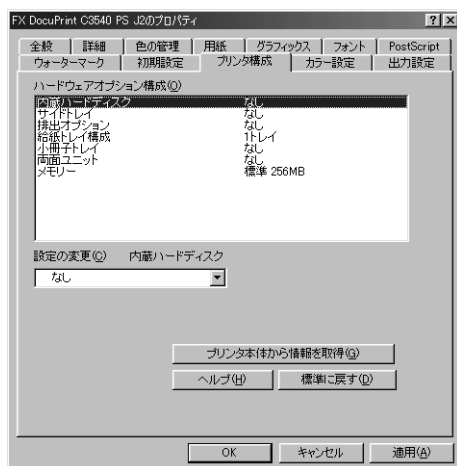 FX DocuPrint C3540 PS J2のプロパティ ? ×
全般 詳細 色の管理 用紙 グラフィックス フォント PostScript
ウォーターマーク 初期設定 プリンタ構成 カラー設定 出力設定
ハードウェアオプション構成(O)
内蔵ハードディスク なし
サイドトレイ なし
排出オプション なし
給紙トレイ構成 1トレイ
小冊子トレイ なし
両面ユニット なし
メモリー 標準 256MB
設定の変更(C) 内蔵ハードディスク
なし
プリンタ本体から情報を取得(G)
ヘルプ(H) 標準に戻す(D)
OK キャンセル 適用(A)